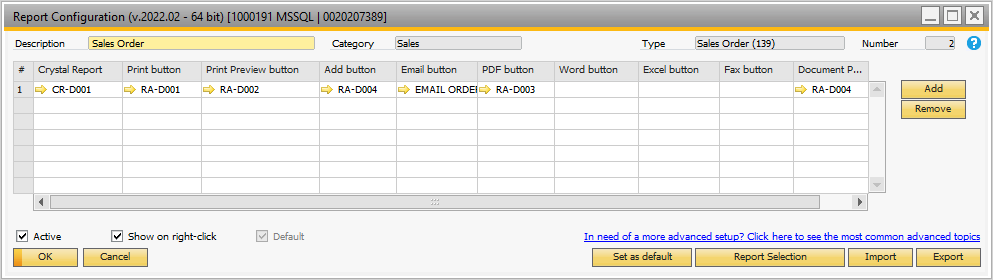 Report Configuration (v.2022.02 - 64 bit) [1000191 MSSQL | 0020207389]
Description Sales Order Category Sales Type Sales Order (139) Number 2 ?
# Crystal Report Print button Print Preview button Add button Email button PDF button Word button Excel button Fax button Document P...
1 CR-D001 RA-D001 RA-D002 RA-D004 EMAIL ORDE RA-D003 RA-D004
Add
Remove
Active Show on right-click Default
In need of a more advanced setup? Click here to see the most common advanced topics
OK Cancel Set as default Report Selection Import Export